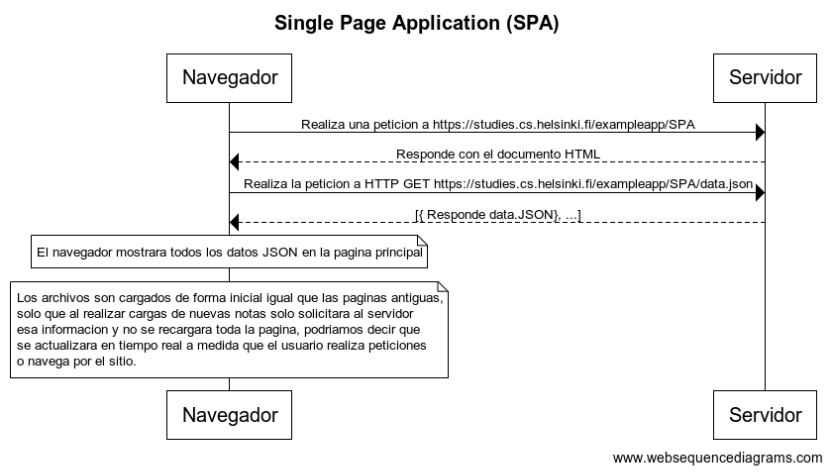 Single Page Application (SPA)
Navegador
Servidor
Realiza una peticion a https://studies.cs.helsinki.fi/exampleapp/SPA
Responde con el documento HTML
Realiza la peticion a HTTP GET https://studies.cs.helsinki.fi/exampleapp/SPA/data.json
[{ Responde data.JSON}, ...]
El navegador mostrara todos los datos JSON en la pagina principal
Los archivos son cargados de forma inicial igual que las paginas antiguas,
solo que al realizar cargas de nuevas notas solo solicitara al servidor
esa informacion y no se recargara toda la pagina, podriamos decir que
se actualizara en tiempo real a medida que el usuario realiza peticiones
o navega por el sitio.
Navegador
Servidor
www.websequencediagrams.com